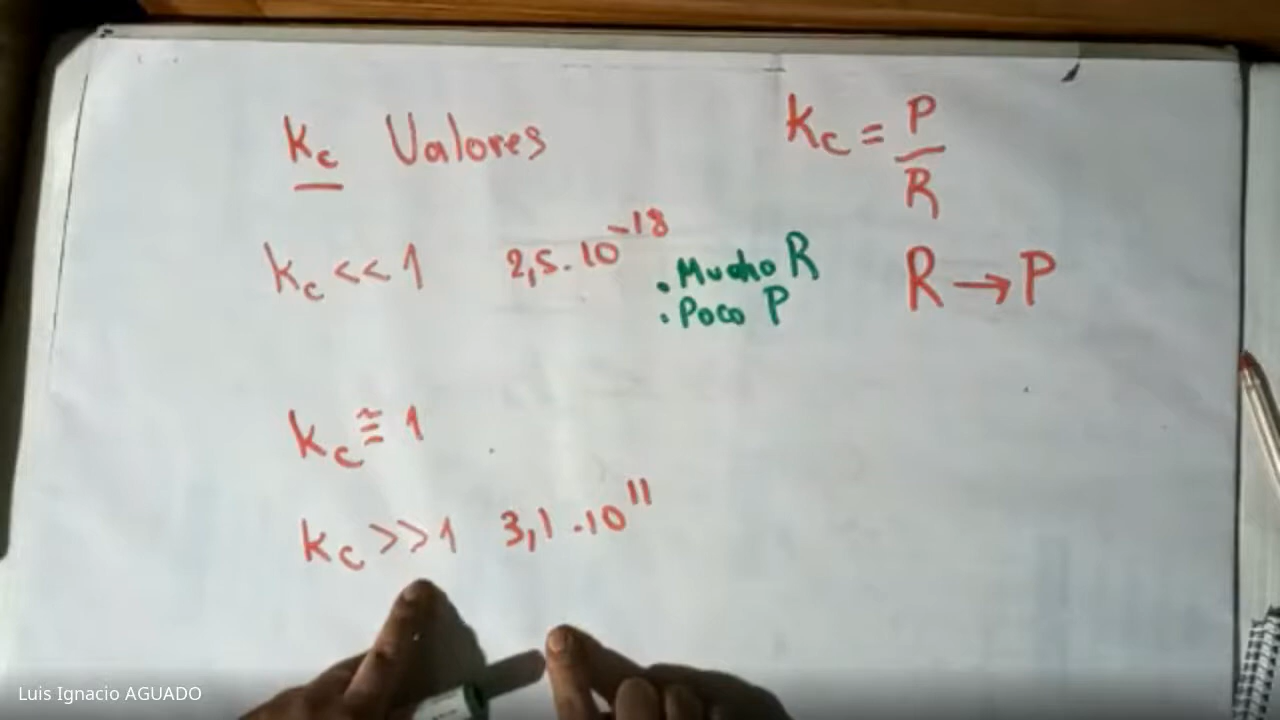 Kc Valores
Kc = P/R
Kc << 1 2,5.10^-18
. Mucho R
. Poco P
R → P
Kc ≅ 1
Kc >> 1 3,1.10^11
Luis Ignacio AGUADO